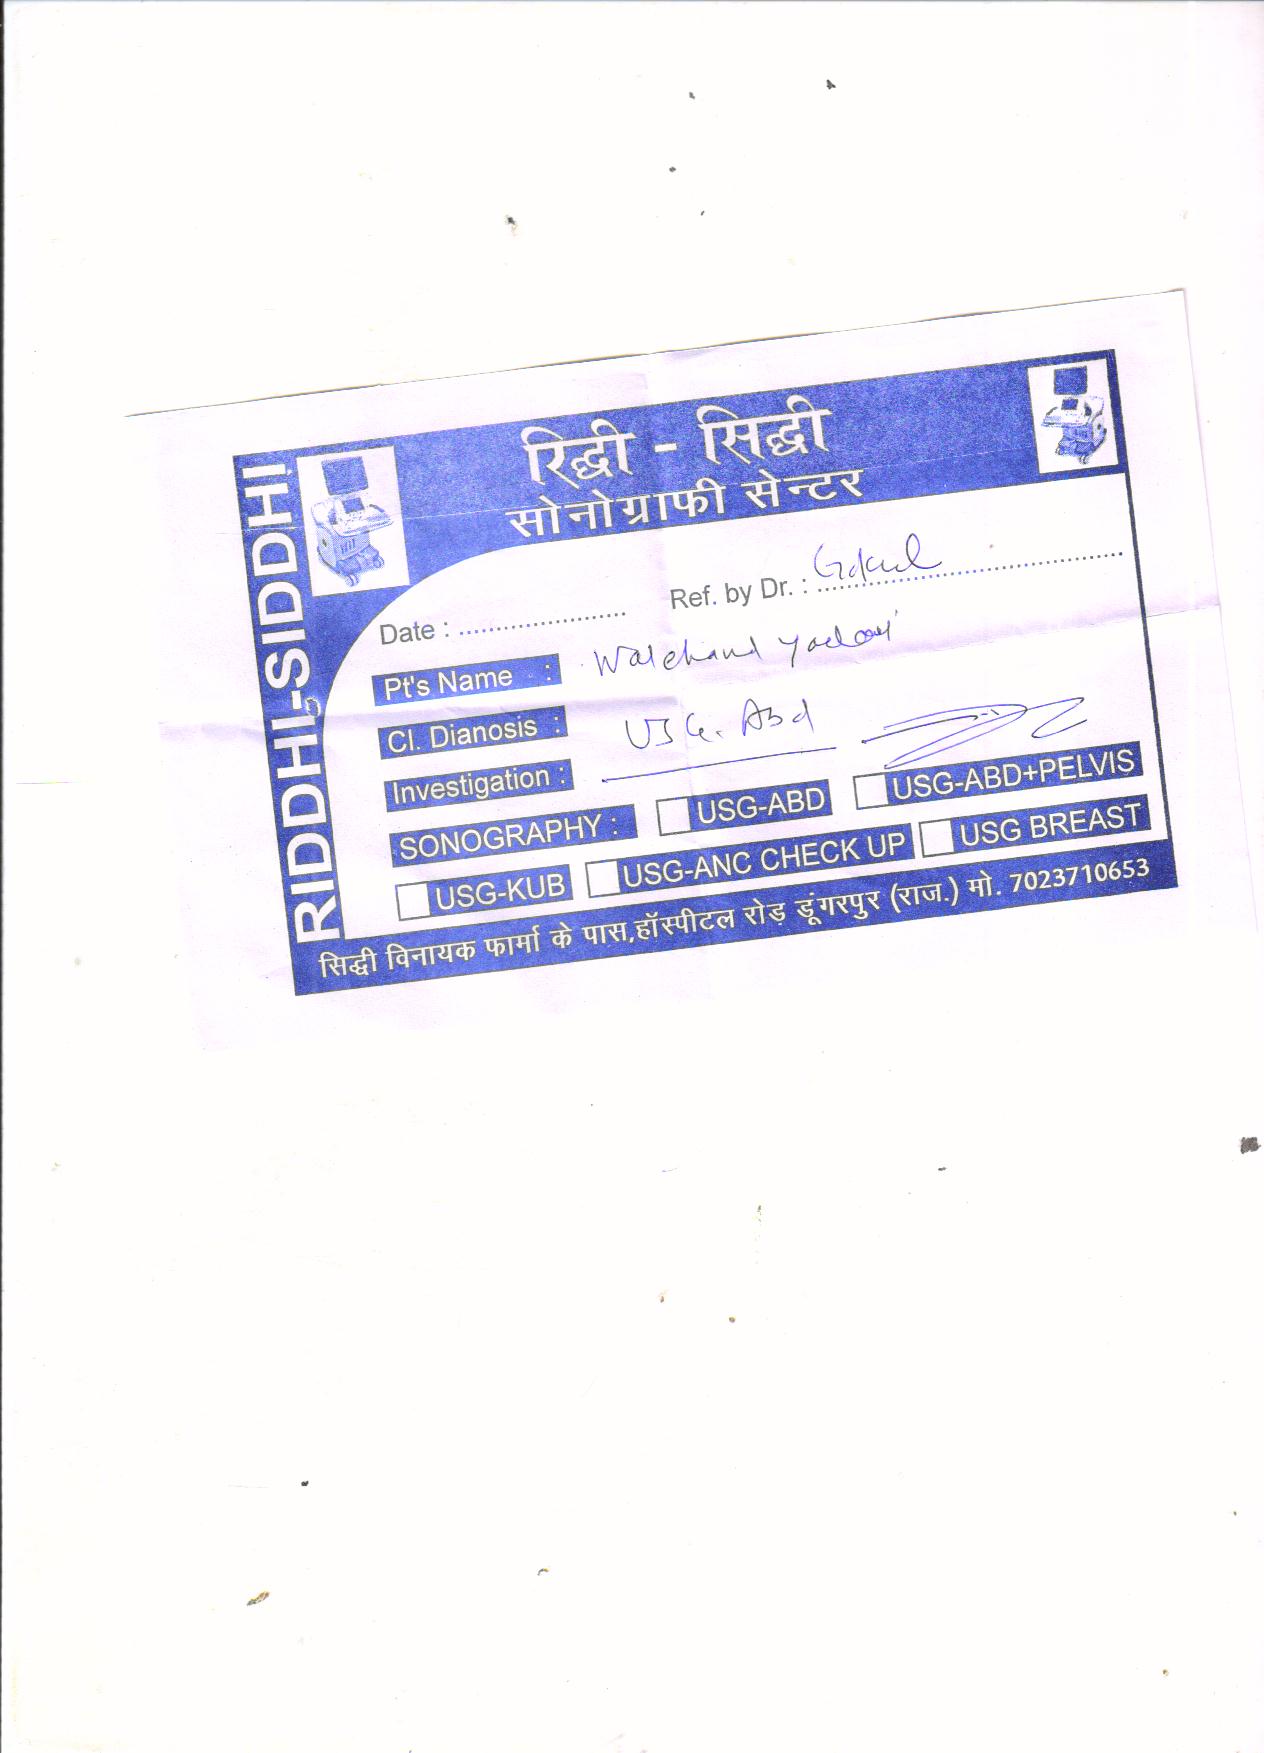 RIDDHI-SIDDHI
रिद्धी - सिद्धी
सोनोग्राफी सेन्टर
Date : ........................ Ref. by Dr. : Gokul
Pt's Name : Walchand Yadav
Cl. Dianosis : USG. Abd
Investigation :
SONOGRAPHY : USG-ABD USG-ABD+PELVIS
USG-KUB USG-ANC CHECK UP USG BREAST
सिद्धी विनायक फार्मा के पास,हॉस्पीटल रोड़ डूंगरपुर (राज.) मो. 7023710653